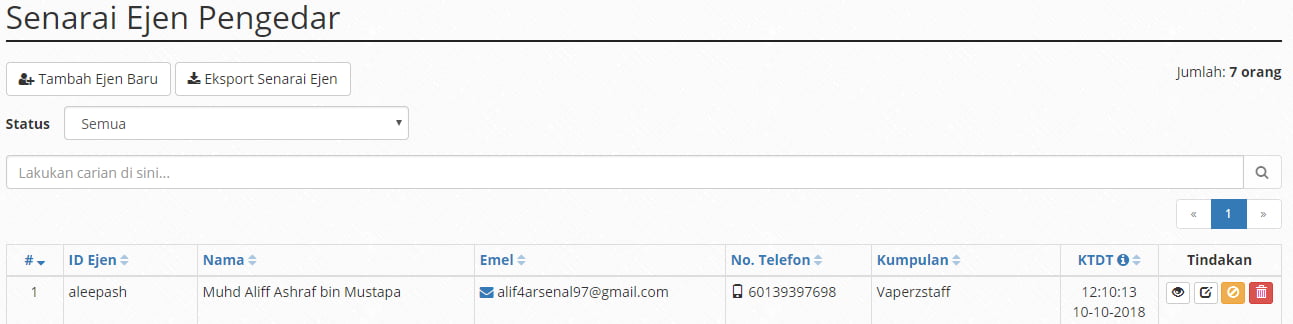 Senarai Ejen Pengedar
Tambah Ejen Baru Eksport Senarai Ejen Jumlah: 7 orang
Status Semua
Lakukan carian di sini...
« 1 »
# ID Ejen Nama Emel No. Telefon Kumpulan KTDT Tindakan
1 aleepash Muhd Aliff Ashraf bin Mustapa alif4arsenal97@gmail.com 60139397698 Vaperzstaff 12:10:13
10-10-2018